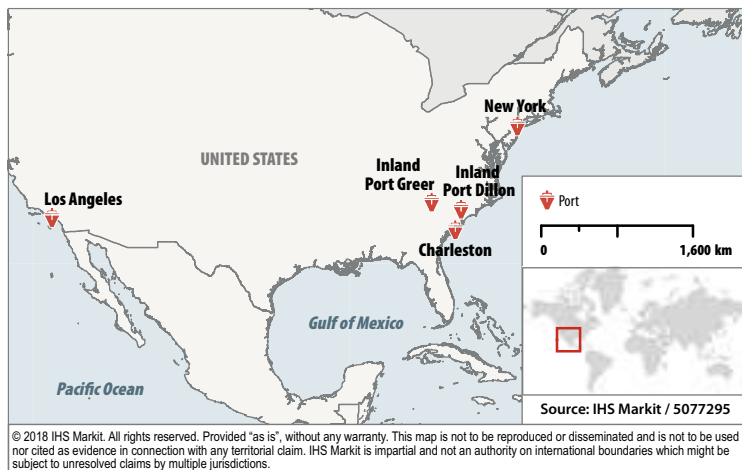 New York
UNITED STATES
Inland
Port Greer
Inland
Port Dillon
Los Angeles
Charleston
Port
0
1,600 km
Gulf of Mexico
Pacific Ocean
Source: IHS Markit / 5077295
© 2018 IHS Markit. All rights reserved. Provided “as is”, without any warranty. This map is not to be reproduced or disseminated and is not to be used
nor cited as evidence in connection with any territorial claim. IHS Markit is impartial and not an authority on international boundaries which might be
subject to unresolved claims by multiple jurisdictions.